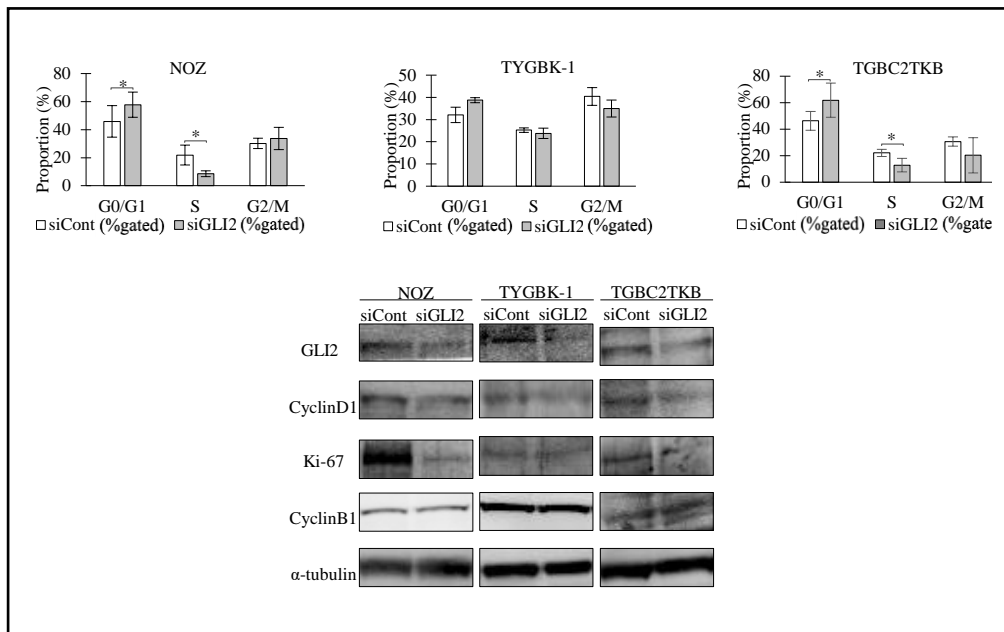 NOZ
Proportion (%)
80
60
40
20
0
*
*
G0/G1 S G2/M
siCont (%gated) siGLI2 (%gated)
TYGBK-1
Proportion (%)
50
40
30
20
10
0
G0/G1 S G2/M
siCont (%gated) siGLI2 (%gated)
TGBC2TKB
Proportion (%)
80
60
40
20
0
*
*
G0/G1 S G2/M
siCont (%gated) siGLI2 (%gate
NOZ TYGBK-1 TGBC2TKB
siCont siGLI2 siCont siGLI2 siCont siGLI2
GLI2
CyclinD1
Ki-67
CyclinB1
α-tubulin